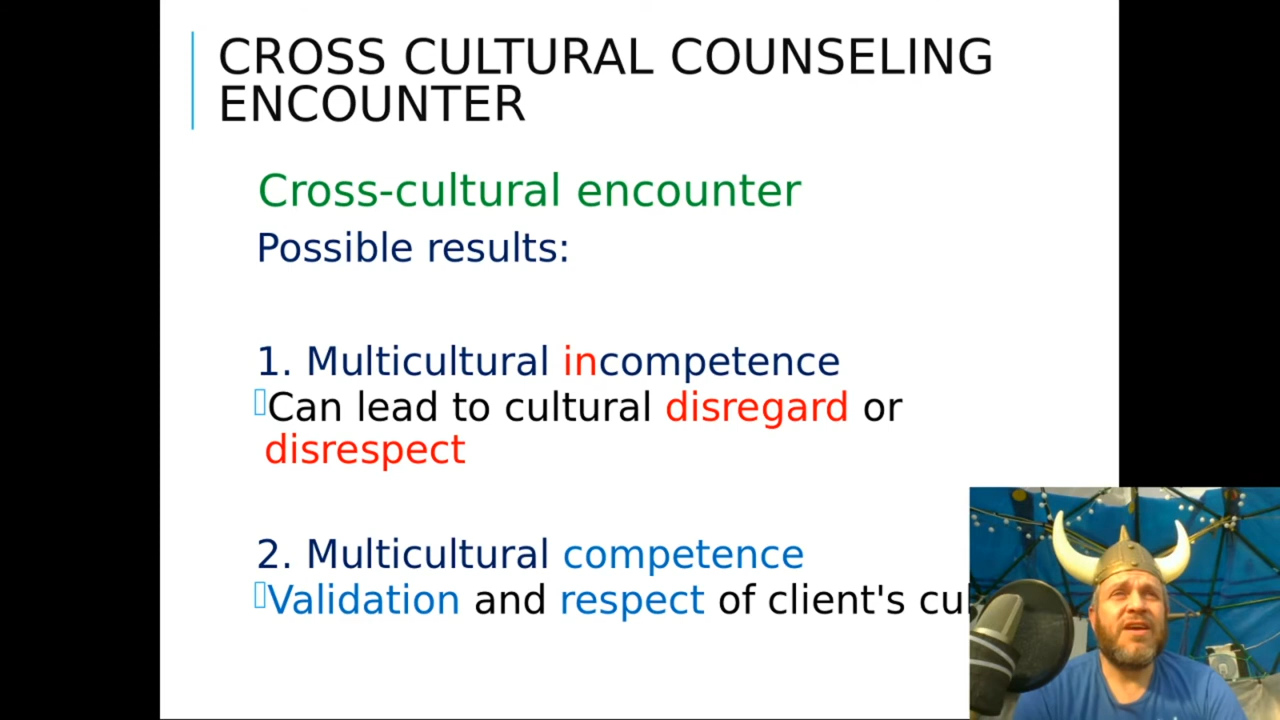 CROSS CULTURAL COUNSELING
ENCOUNTER
Cross-cultural encounter
Possible results:
1. Multicultural incompetence
Can lead to cultural disregard or
disrespect
2. Multicultural competence
Validation and respect of client's